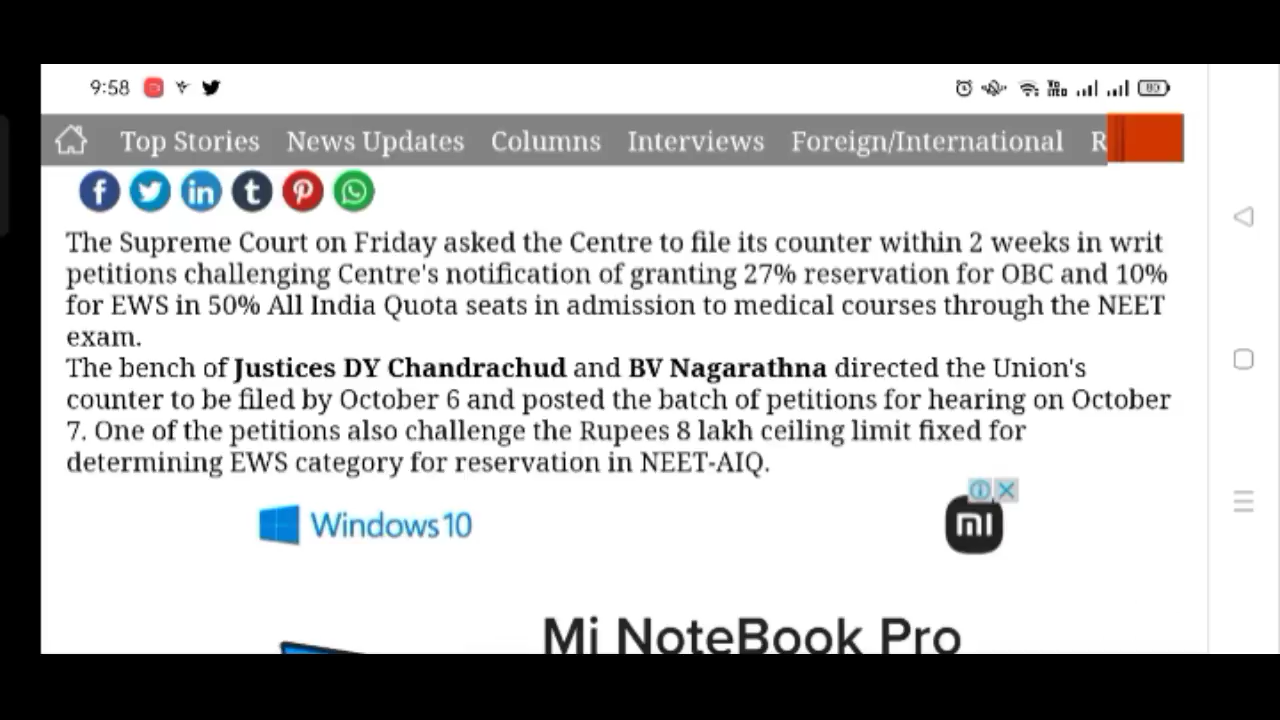 9:58
80
Top Stories News Updates Columns Interviews Foreign/International R
The Supreme Court on Friday asked the Centre to file its counter within 2 weeks in writ
petitions challenging Centre's notification of granting 27% reservation for OBC and 10%
for EWS in 50% All India Quota seats in admission to medical courses through the NEET
exam.
The bench of Justices DY Chandrachud and BV Nagarathna directed the Union's
counter to be filed by October 6 and posted the batch of petitions for hearing on October
7. One of the petitions also challenge the Rupees 8 lakh ceiling limit fixed for
determining EWS category for reservation in NEET-AIQ.
Windows 10
mi
Mi NoteBook Pro